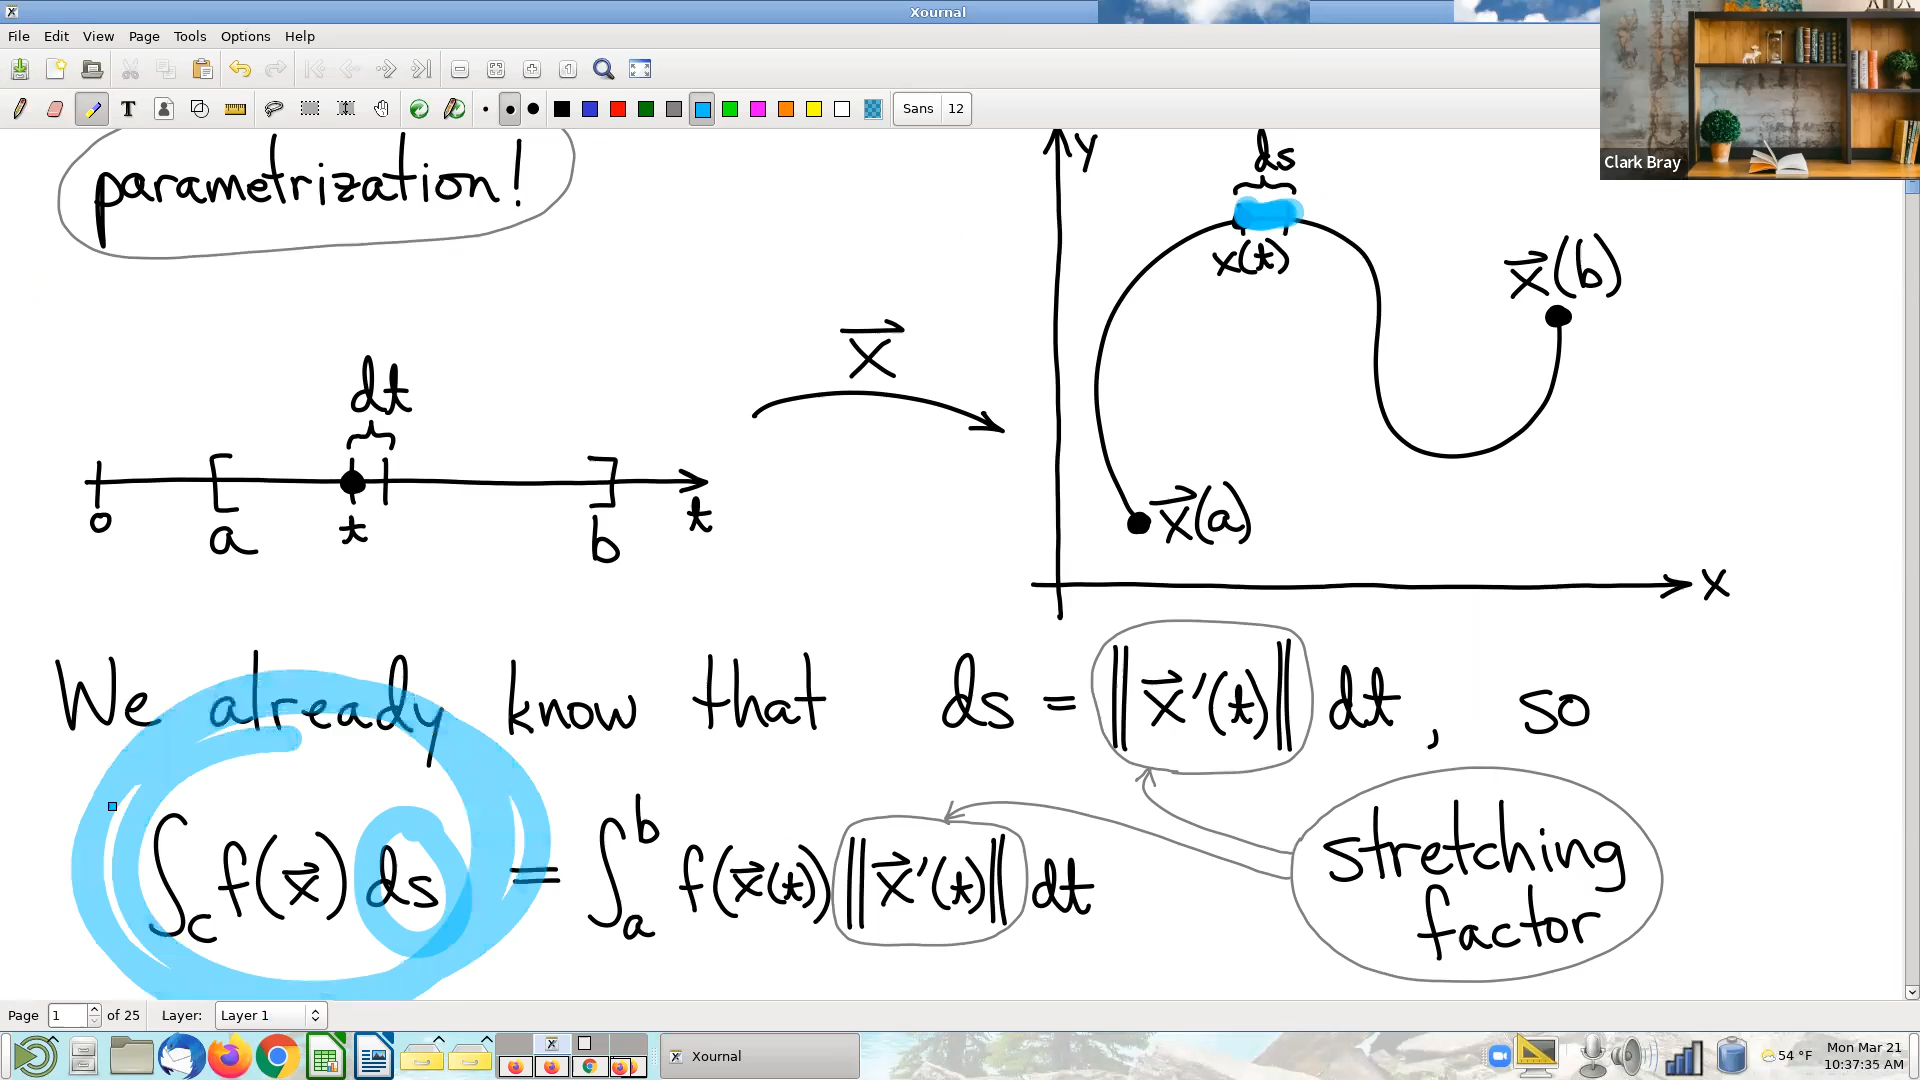 Xournal
File Edit View Page Tools Options Help
Sans 12
Clark Bray
parametrization!
y
ds
x(t)
x⃗(b)
x⃗
dt
0 a t b t
x⃗(a)
x
We already know that ds = ||x⃗'(t)|| dt, so
∫_C f(x⃗) ds = ∫_a^b f(x⃗(t)) ||x⃗'(t)|| dt
stretching
factor
Page 1 of 25 Layer: Layer 1
Xournal
54 °F
Mon Mar 21
10:37:35 AM